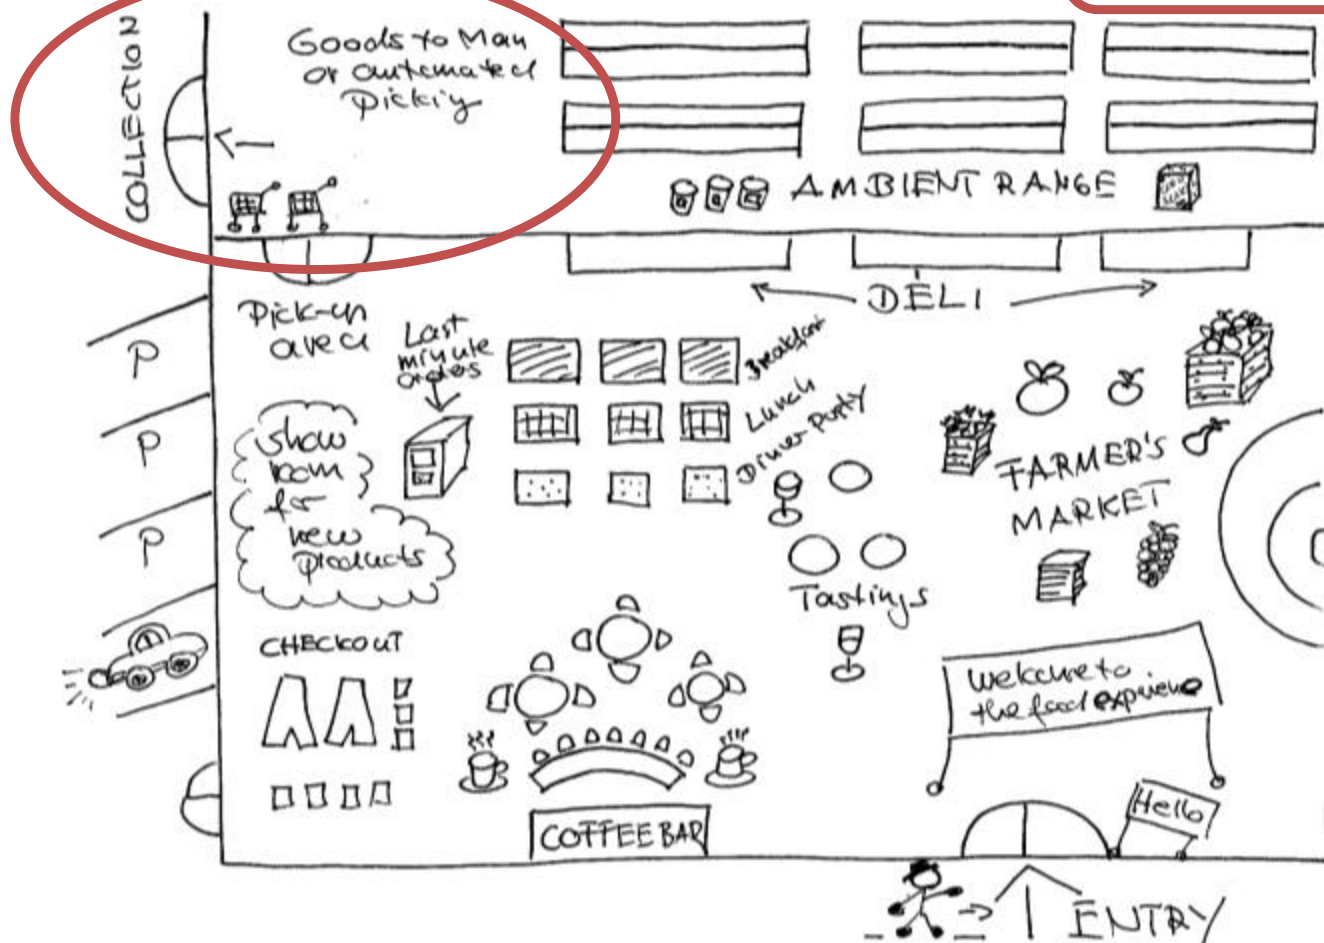 COLLECTION
Goods to Man
or automated
Picking
AMBIENT RANGE
DELI
Pick-up
area
Last
minute
orders
Breakfast
Lunch
Dinner Party
show
room
for
new
products
P
P
P
FARMER'S
MARKET
Tastings
CHECKOUT
Welcome to
the food experience
Hello
COFFEE BAR
ENTRY